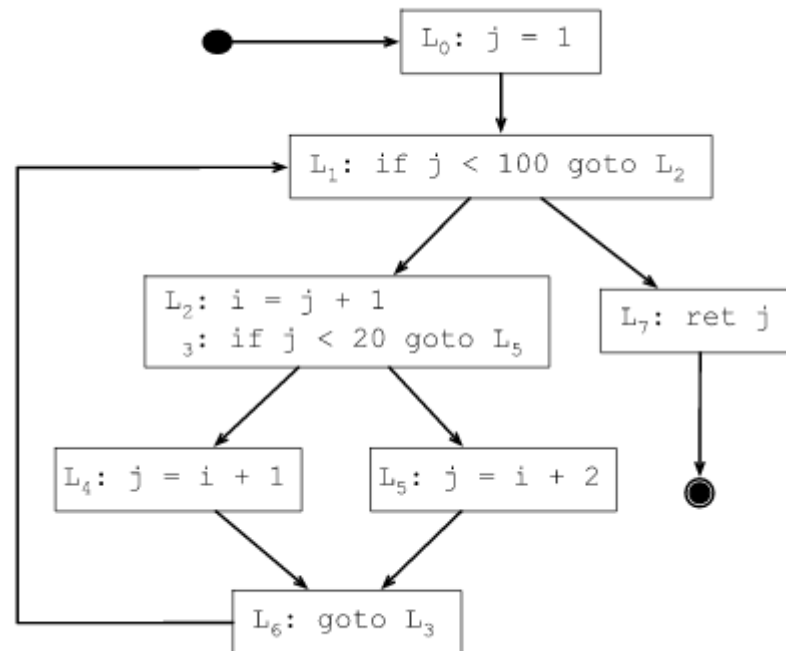 L₀: j = 1
L₁: if j < 100 goto L₂
L₂: i = j + 1
₃: if j < 20 goto L₅
L₇: ret j
L₄: j = i + 1
L₅: j = i + 2
L₆: goto L₃